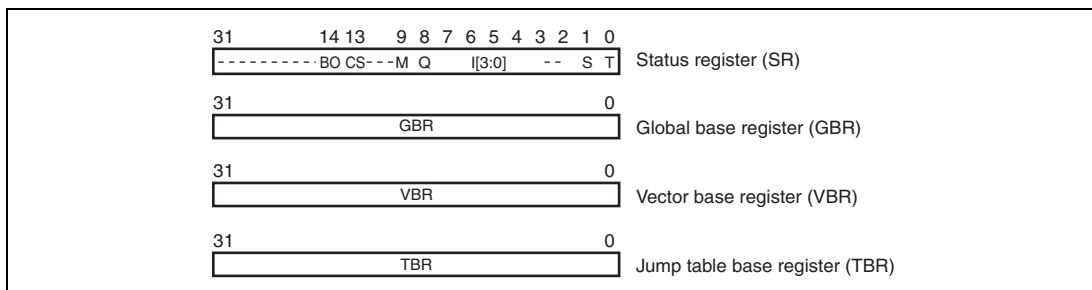 31 14 13 9 8 7 6 5 4 3 2 1 0
- - - - - - - - - - BO CS - - - M Q I[3:0] - - S T Status register (SR)
31 0
GBR Global base register (GBR)
31 0
VBR Vector base register (VBR)
31 0
TBR Jump table base register (TBR)